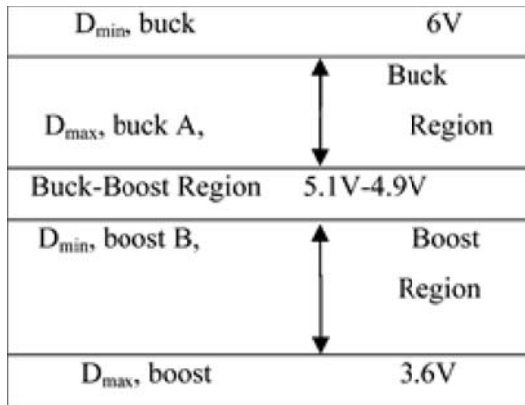 Dmin, buck 6V
Buck
Dmax, buck A, Region
Buck-Boost Region 5.1V-4.9V
Dmin, boost B, Boost
Region
Dmax, boost 3.6V